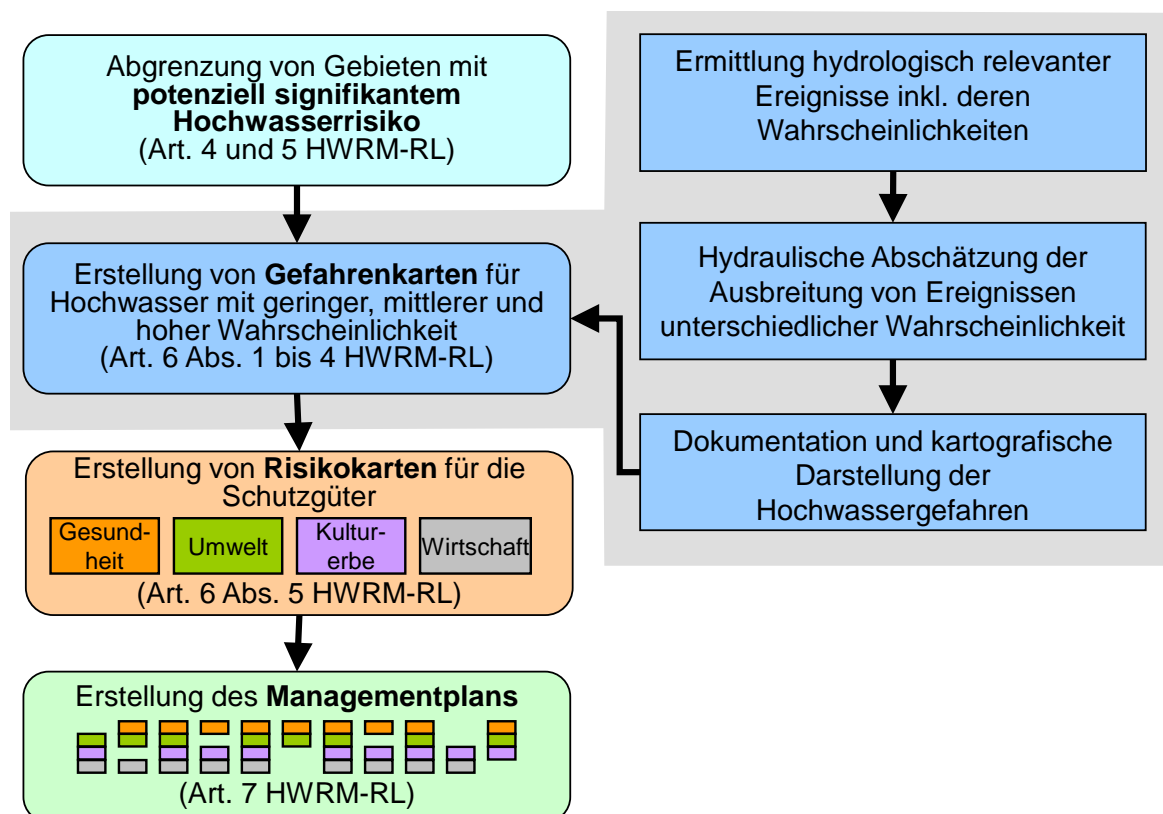 Abgrenzung von Gebieten mit
potenziell signifikantem
Hochwasserrisiko
(Art. 4 und 5 HWRM-RL)
Erstellung von Gefahrenkarten für
Hochwasser mit geringer, mittlerer und
hoher Wahrscheinlichkeit
(Art. 6 Abs. 1 bis 4 HWRM-RL)
Erstellung von Risikokarten für die
Schutzgüter
Gesund-
heit
Umwelt
Kultur-
erbe
Wirtschaft
(Art. 6 Abs. 5 HWRM-RL)
Erstellung des Managementplans
(Art. 7 HWRM-RL)
Ermittlung hydrologisch relevanter
Ereignisse inkl. deren
Wahrscheinlichkeiten
Hydraulische Abschätzung der
Ausbreitung von Ereignissen
unterschiedlicher Wahrscheinlichkeit
Dokumentation und kartografische
Darstellung der
Hochwassergefahren